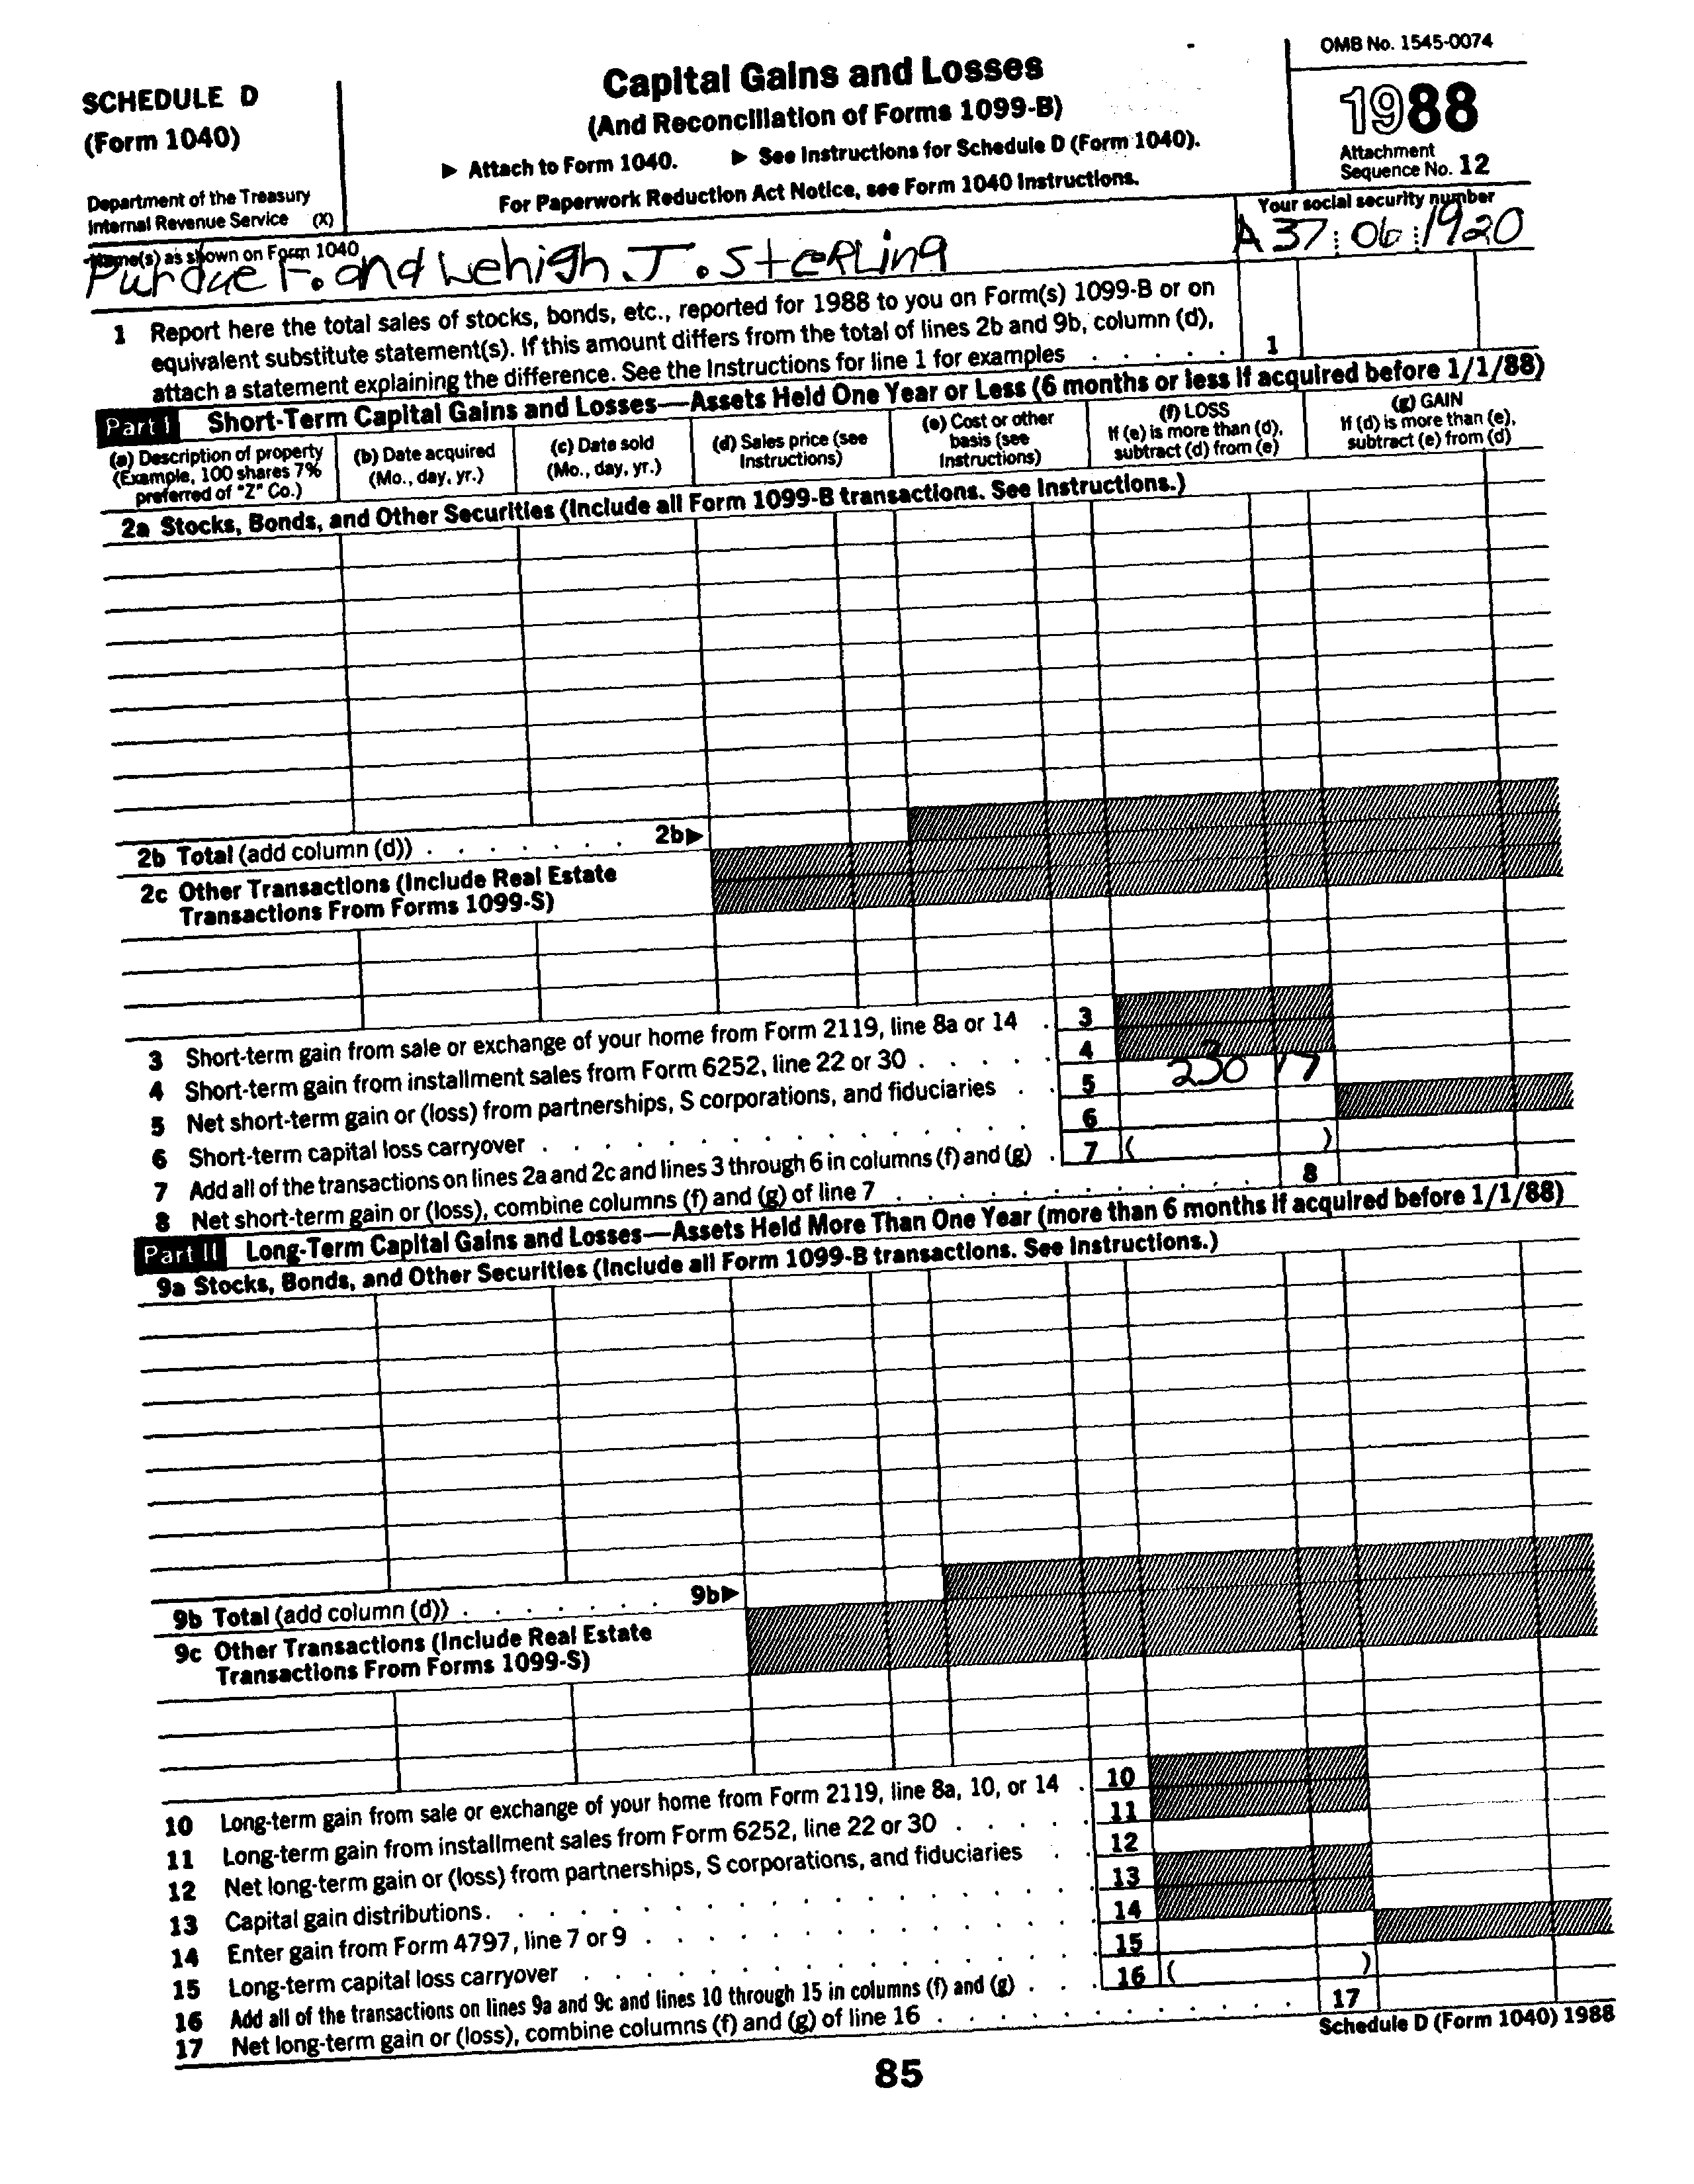 SCHEDULE D
(Form 1040)
Department of the Treasury
Internal Revenue Service (X)
Capital Gains and Losses
(And Reconciliation of Forms 1099-B)
▶ Attach to Form 1040. ▶ See Instructions for Schedule D (Form 1040).
For Paperwork Reduction Act Notice, see Form 1040 Instructions.
OMB No. 1545-0074
1988
Attachment
Sequence No. 12
Name(s) as shown on Form 1040
Purdue F. and Lehigh J. Sterling
Your social security number
A 37 06 1920
1 Report here the total sales of stocks, bonds, etc., reported for 1988 to you on Form(s) 1099-B or on
equivalent substitute statement(s). If this amount differs from the total of lines 2b and 9b, column (d),
attach a statement explaining the difference. See the Instructions for line 1 for examples . . . . . 1
Part I Short-Term Capital Gains and Losses—Assets Held One Year or Less (6 months or less if acquired before 1/1/88)
(a) Description of property
(Example, 100 shares 7%
preferred of "Z" Co.)
(b) Date acquired
(Mo., day, yr.)
(c) Date sold
(Mo., day, yr.)
(d) Sales price (see
Instructions)
(e) Cost or other
basis (see
Instructions)
(f) LOSS
If (e) is more than (d),
subtract (d) from (e)
(g) GAIN
If (d) is more than (e),
subtract (e) from (d)
2a Stocks, Bonds, and Other Securities (Include all Form 1099-B transactions. See Instructions.)
2b Total (add column (d)) . . . . . . . 2b▶
2c Other Transactions (Include Real Estate
Transactions From Forms 1099-S)
3 Short-term gain from sale or exchange of your home from Form 2119, line 8a or 14 . 3
4 Short-term gain from installment sales from Form 6252, line 22 or 30 . . . . . 4
5 Net short-term gain or (loss) from partnerships, S corporations, and fiduciaries . . 5 230 17
6 Short-term capital loss carryover . . . . . . . . . . . . . . . 6
7 Add all of the transactions on lines 2a and 2c and lines 3 through 6 in columns (f) and (g) . 7 ( )
8 Net short-term gain or (loss), combine columns (f) and (g) of line 7 . . . . . . . . . . . . 8
Part II Long-Term Capital Gains and Losses—Assets Held More Than One Year (more than 6 months if acquired before 1/1/88)
9a Stocks, Bonds, and Other Securities (Include all Form 1099-B transactions. See Instructions.)
9b Total (add column (d)) . . . . . . . 9b▶
9c Other Transactions (Include Real Estate
Transactions From Forms 1099-S)
10 Long-term gain from sale or exchange of your home from Form 2119, line 8a, 10, or 14 . 10
11 Long-term gain from installment sales from Form 6252, line 22 or 30 . . . . . 11
12 Net long-term gain or (loss) from partnerships, S corporations, and fiduciaries . . 12
13 Capital gain distributions . . . . . . . . . . . . . . . . . 13
14 Enter gain from Form 4797, line 7 or 9 . . . . . . . . . . . . 14
15 Long-term capital loss carryover . . . . . . . . . . . . . . . 15
16 Add all of the transactions on lines 9a and 9c and lines 10 through 15 in columns (f) and (g) . . . 16 ( )
17 Net long-term gain or (loss), combine columns (f) and (g) of line 16 . . . . . . . . . . . . 17
Schedule D (Form 1040) 1988
85